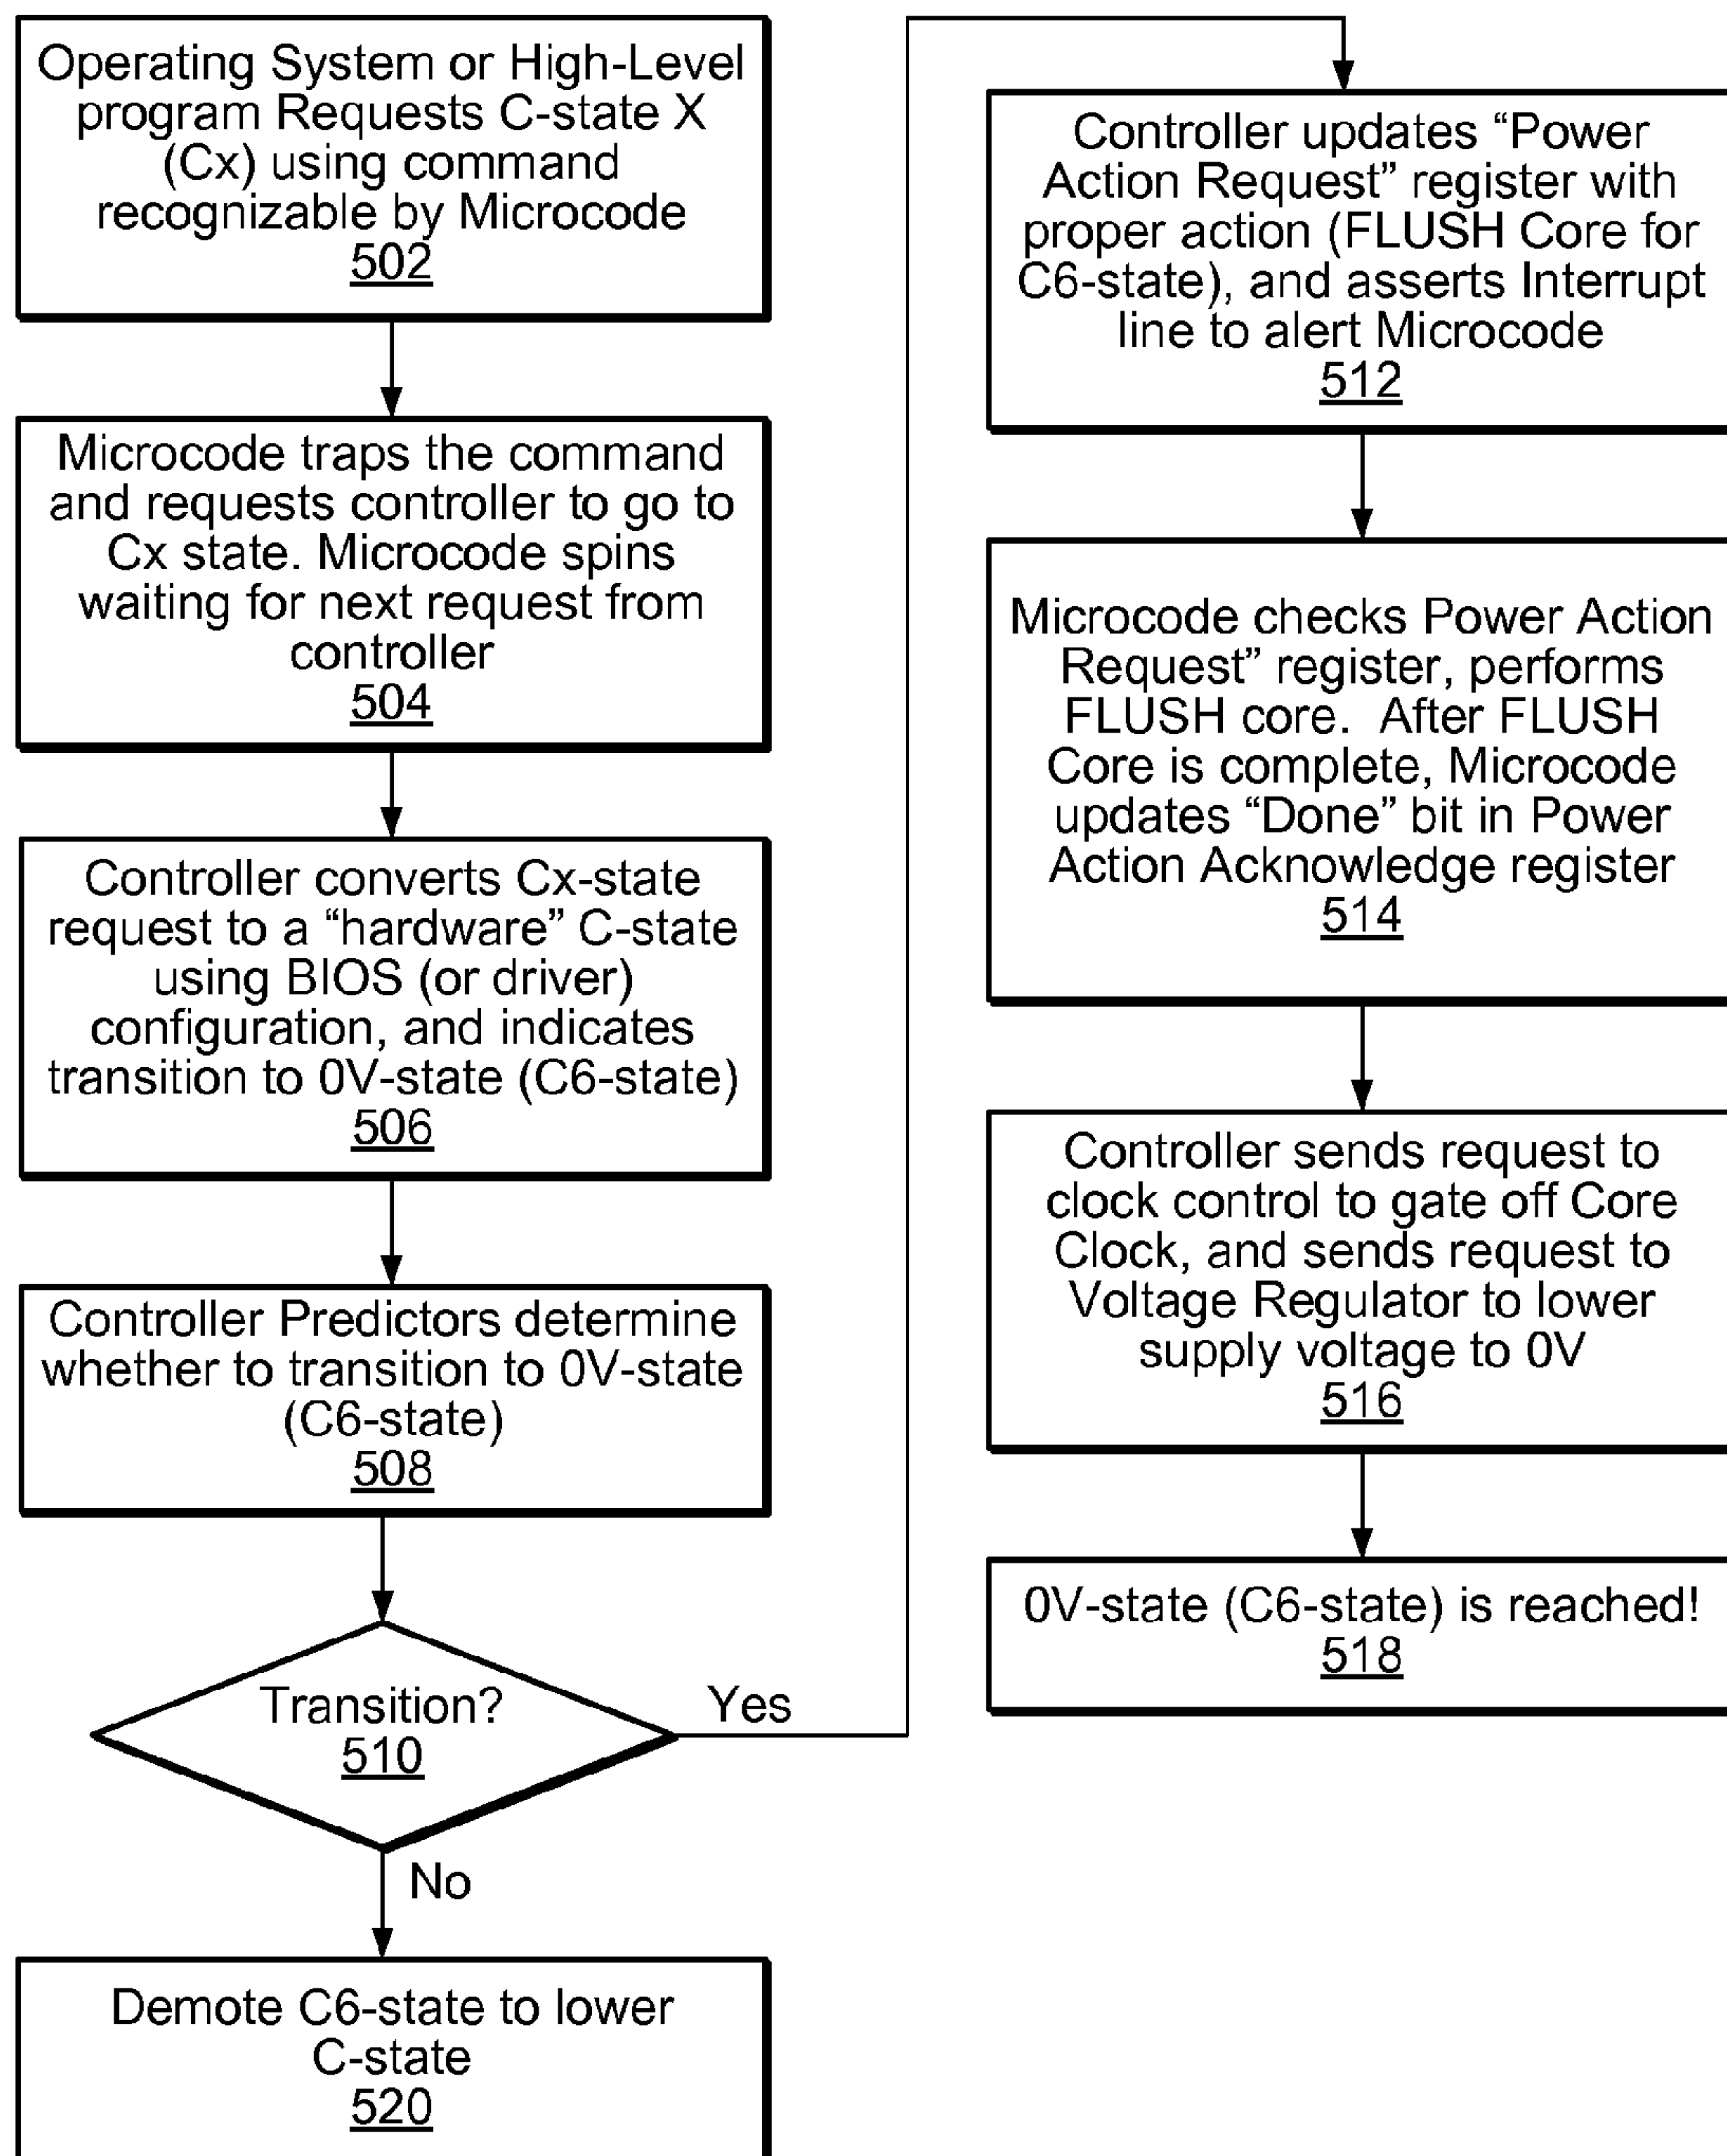 Operating System or High-Level
program Requests C-state X
(Cx) using command
recognizable by Microcode
502
Microcode traps the command
and requests controller to go to
Cx state. Microcode spins
waiting for next request from
controller
504
Controller converts Cx-state
request to a “hardware” C-state
using BIOS (or driver)
configuration, and indicates
transition to 0V-state (C6-state)
506
Controller Predictors determine
whether to transition to 0V-state
(C6-state)
508
Transition?
510
Yes
No
Demote C6-state to lower
C-state
520
Controller updates “Power
Action Request” register with
proper action (FLUSH Core for
C6-state), and asserts Interrupt
line to alert Microcode
512
Microcode checks Power Action
Request” register, performs
FLUSH core.  After FLUSH
Core is complete, Microcode
updates “Done” bit in Power
Action Acknowledge register
514
Controller sends request to
clock control to gate off Core
Clock, and sends request to
Voltage Regulator to lower
supply voltage to 0V
516
0V-state (C6-state) is reached!
518